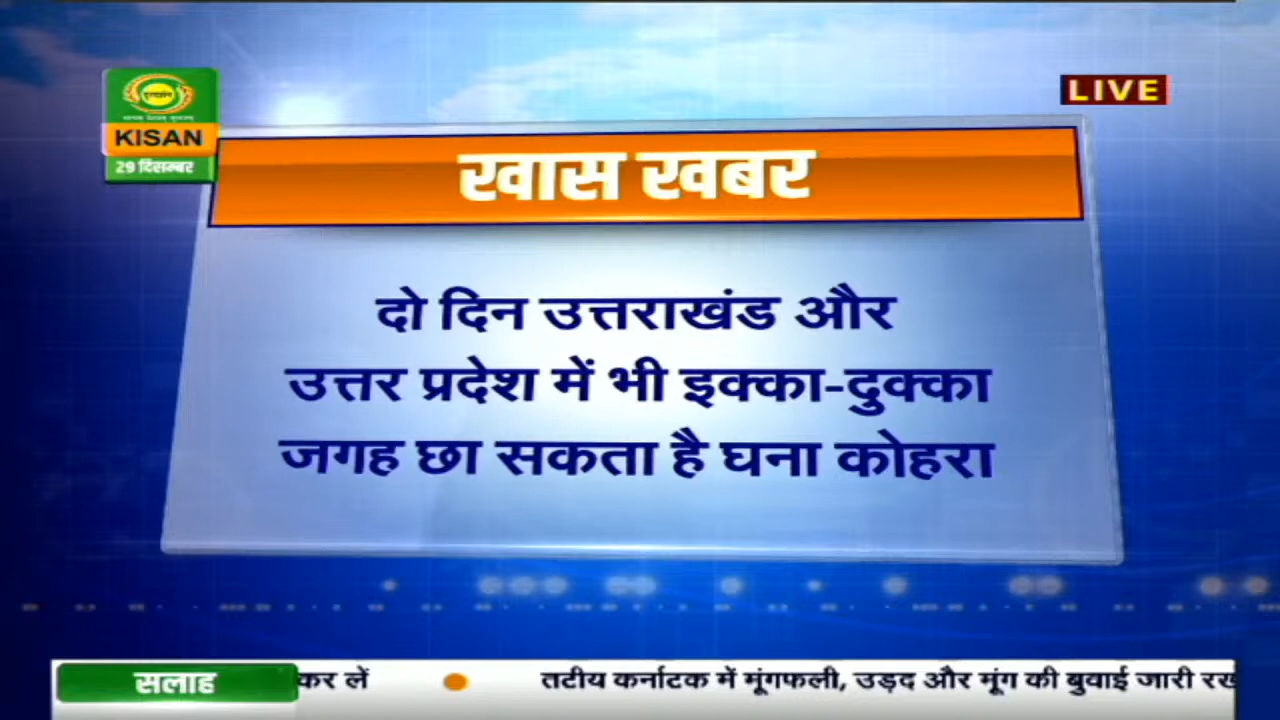 LIVE
KISAN
29 दिसम्बर
खास खबर
दो दिन उत्तराखंड और
उत्तर प्रदेश में भी इक्का-दुक्का
जगह छा सकता है घना कोहरा
सलाह
कर लें
तटीय कर्नाटक में मूंगफली, उड़द और मूंग की बुवाई जारी